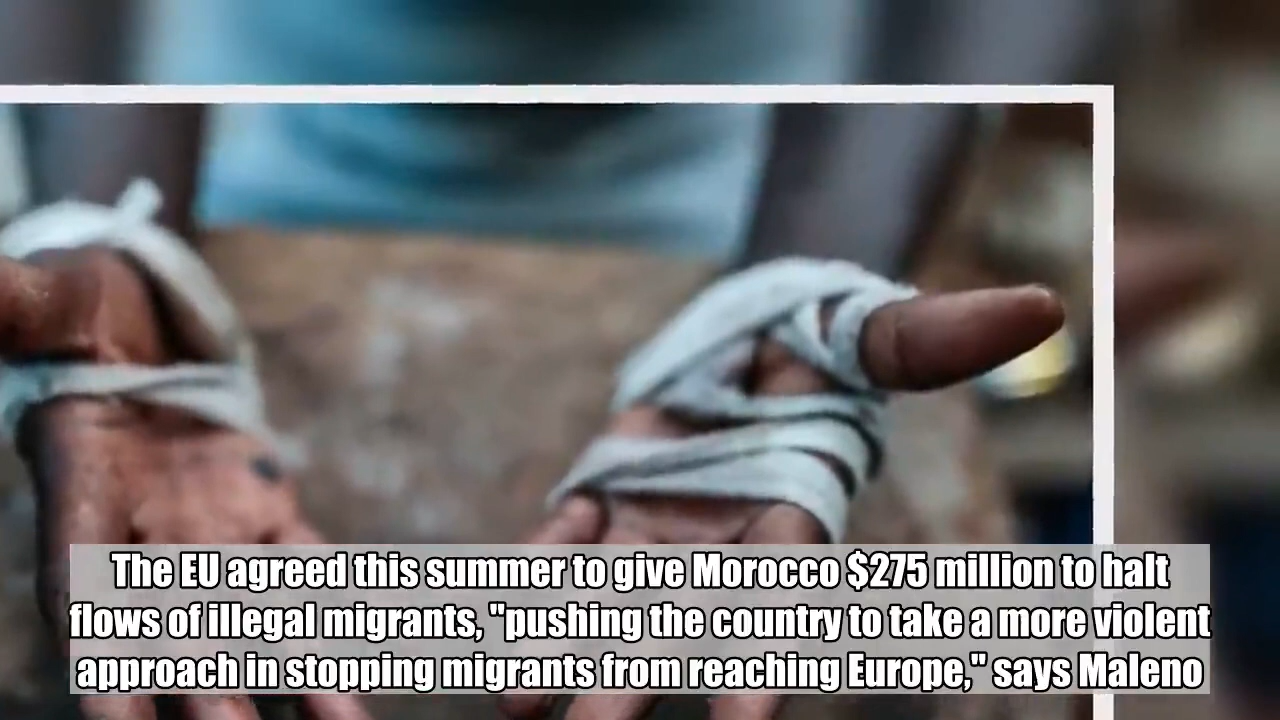 The EU agreed this summer to give Morocco $275 million to halt
flows of illegal migrants, "pushing the country to take a more violent
approach in stopping migrants from reaching Europe," says Maleno